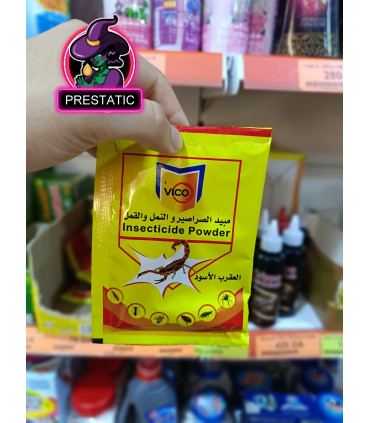 PRESTATIC
VICO
مبيد الصراصير و النمل والقمل
Insecticide Powder
العقرب الأسود